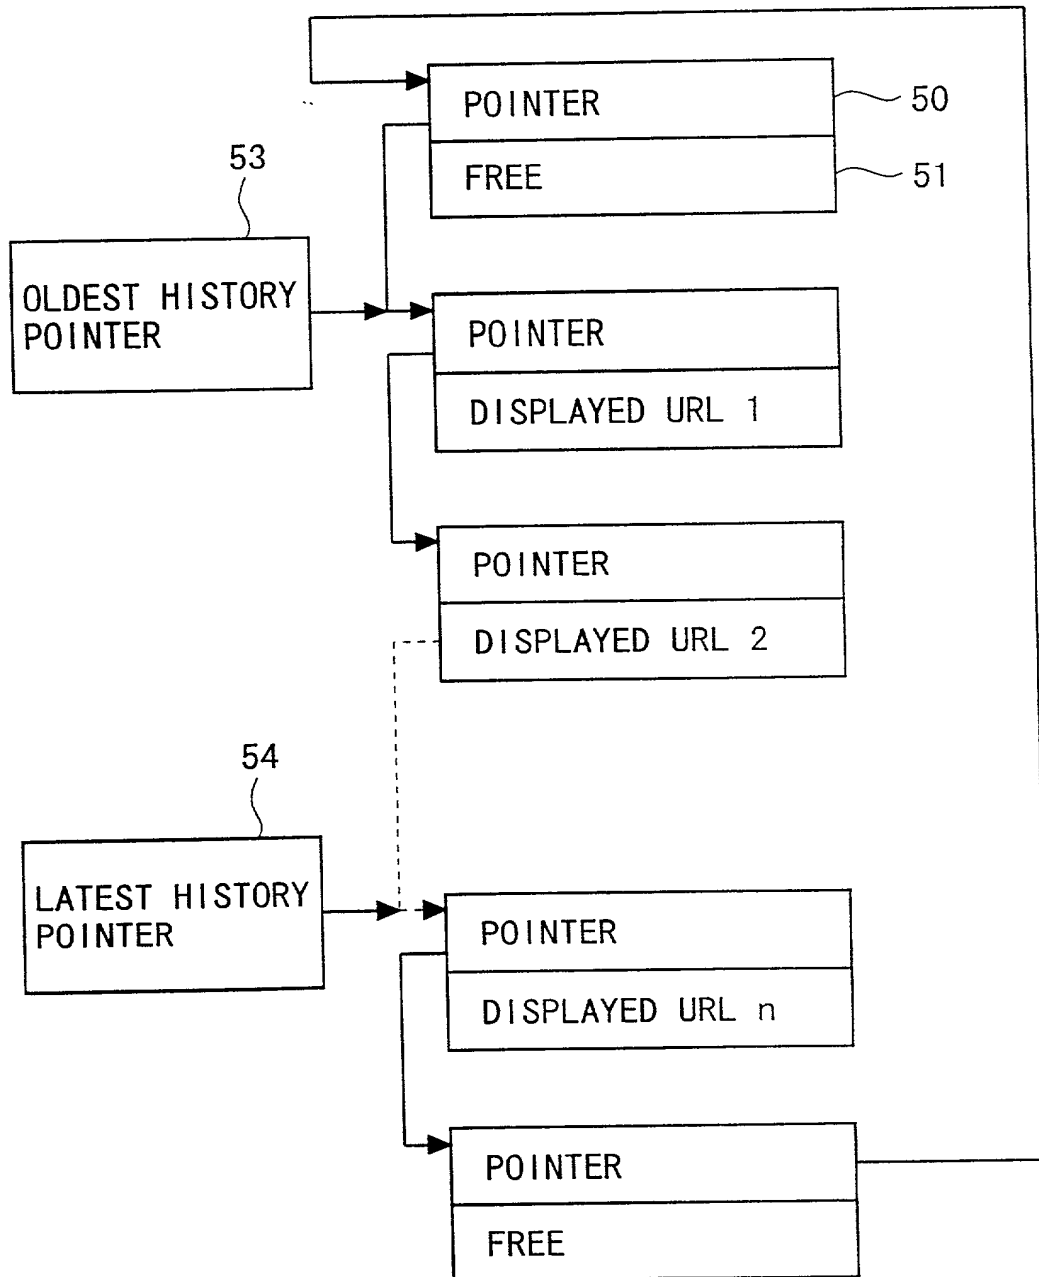 POINTER
50
FREE
51
53
OLDEST HISTORY
POINTER
POINTER
DISPLAYED URL 1
POINTER
DISPLAYED URL 2
54
LATEST HISTORY
POINTER
POINTER
DISPLAYED URL n
POINTER
FREE